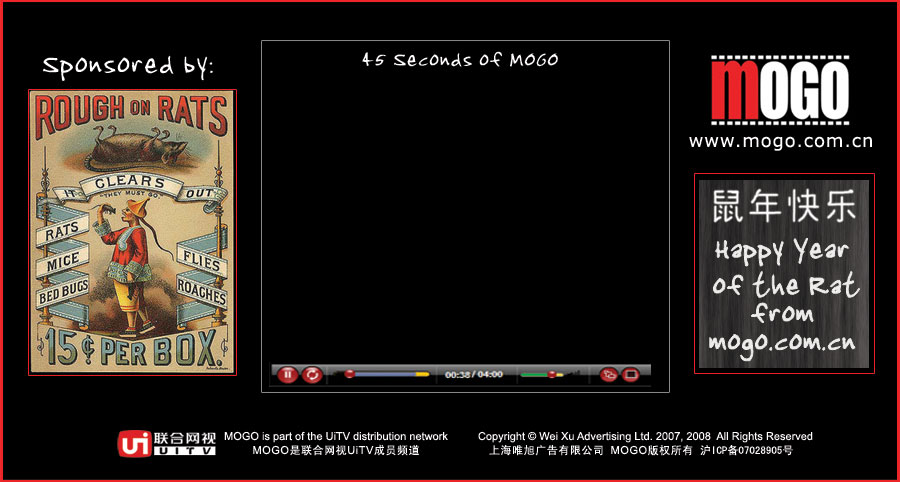 Sponsored by:
ROUGH ON RATS
IT CLEARS OUT
"THEY MUST GO"
RATS
MICE
BED BUGS
FLIES
ROACHES
15¢ PER BOX.
45 Seconds of MOGO
00:38 / 04:00
MOGO
www.mogo.com.cn
鼠年快乐
Happy Year
of the Rat
from
mogo.com.cn
ui 联合网视
UiTV
MOGO is part of the UiTV distribution network
MOGO是联合网视UiTV成员频道
Copyright © Wei Xu Advertising Ltd. 2007, 2008 All Rights Reserved
上海唯旭广告有限公司 MOGO版权所有 沪ICP备07028905号